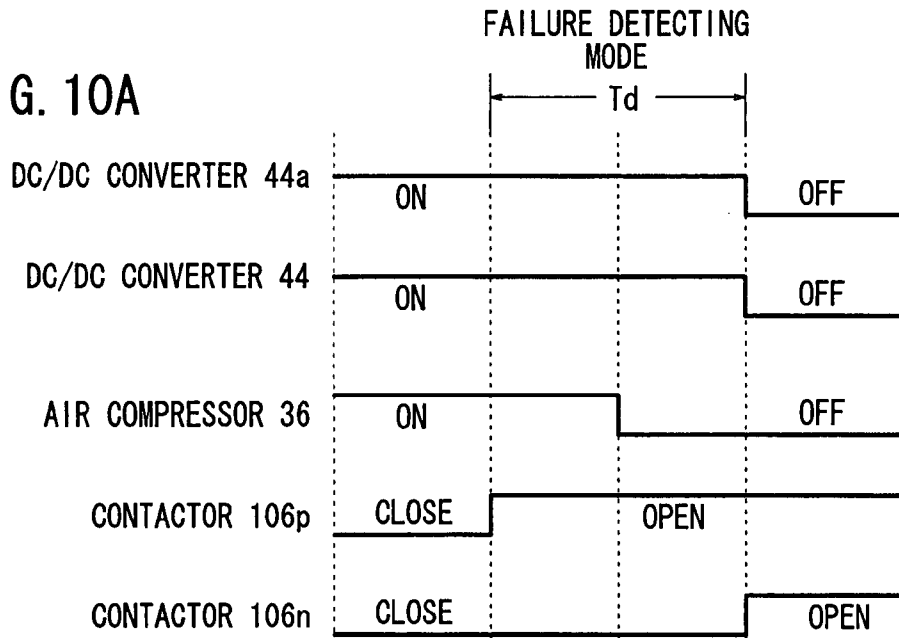 FAILURE DETECTING
MODE
G. 10A
Td
DC/DC CONVERTER 44a
ON
OFF
DC/DC CONVERTER 44
ON
OFF
AIR COMPRESSOR 36
ON
OFF
CONTACTOR 106p
CLOSE
OPEN
CONTACTOR 106n
CLOSE
OPEN